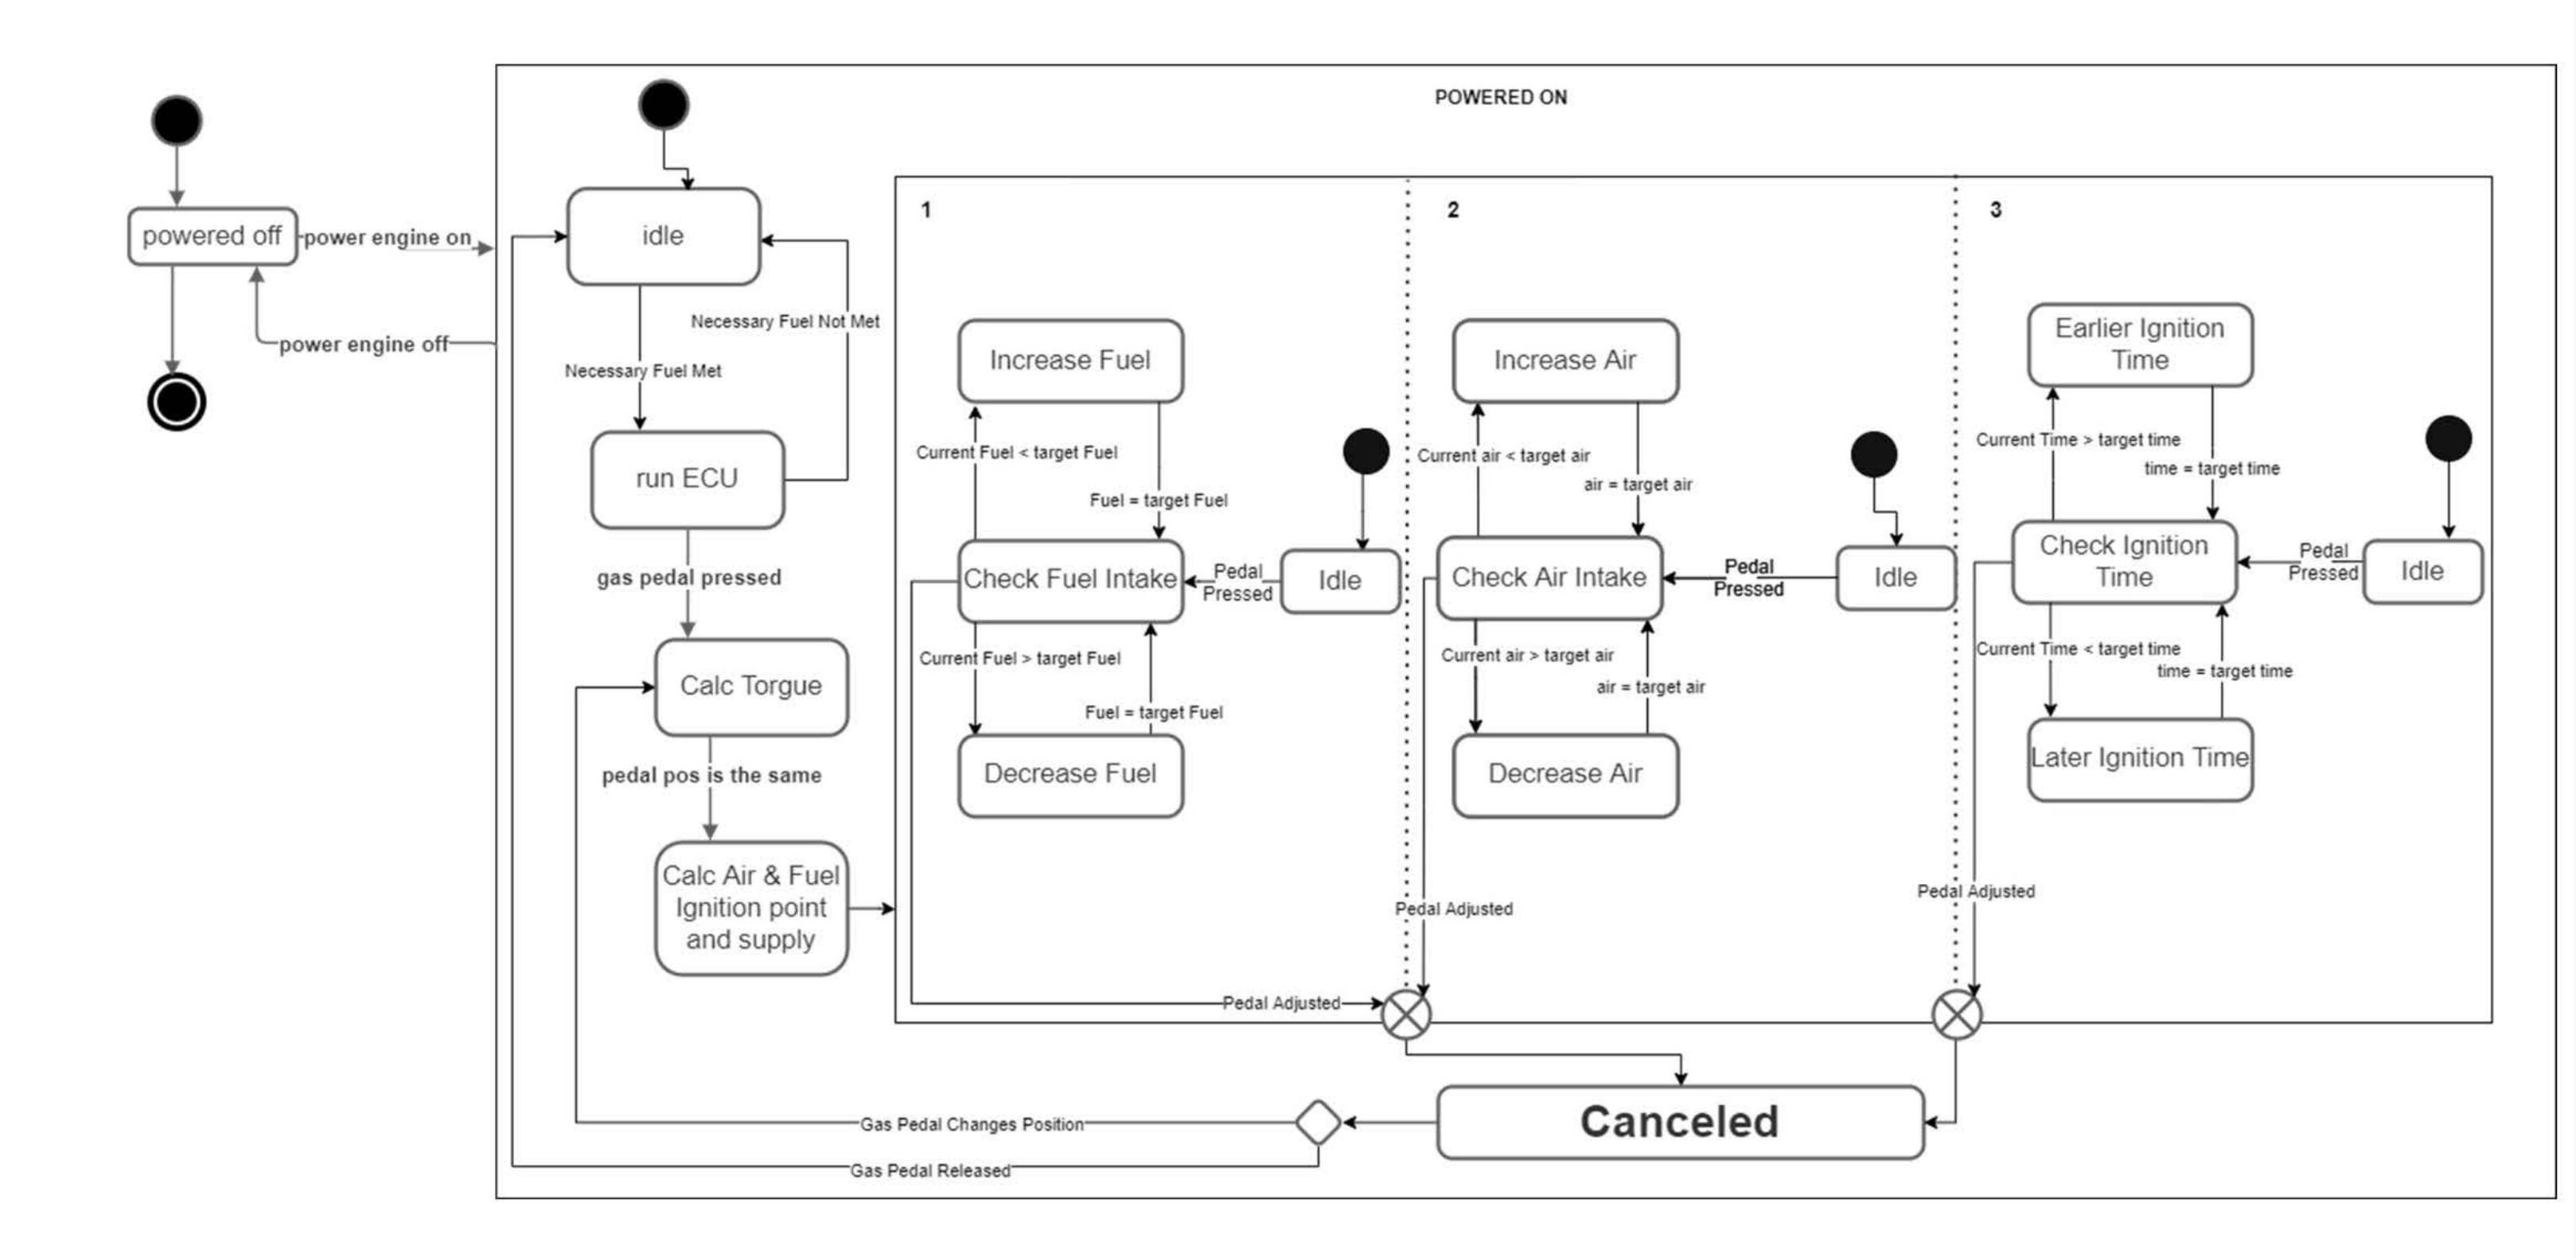 POWERED ON
powered off
power engine on
power engine off
idle
Necessary Fuel Not Met
Necessary Fuel Met
run ECU
gas pedal pressed
Calc Torgue
pedal pos is the same
Calc Air & Fuel
Ignition point
and supply
1
Increase Fuel
Current Fuel < target Fuel
Fuel = target Fuel
Check Fuel Intake
Pedal
Pressed
Idle
Current Fuel > target Fuel
Fuel = target Fuel
Decrease Fuel
Pedal Adjusted
2
Increase Air
Current air < target air
air = target air
Check Air Intake
Pedal
Pressed
Idle
Current air > target air
air = target air
Decrease Air
Pedal Adjusted
3
Earlier Ignition
Time
Current Time > target time
time = target time
Check Ignition
Time
Pedal
Pressed
Idle
Current Time < target time
time = target time
Later Ignition Time
Pedal Adjusted
Canceled
Gas Pedal Changes Position
Gas Pedal Released